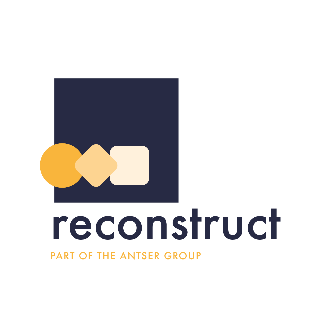 reconstruct
PART OF THE ANTSER GROUP